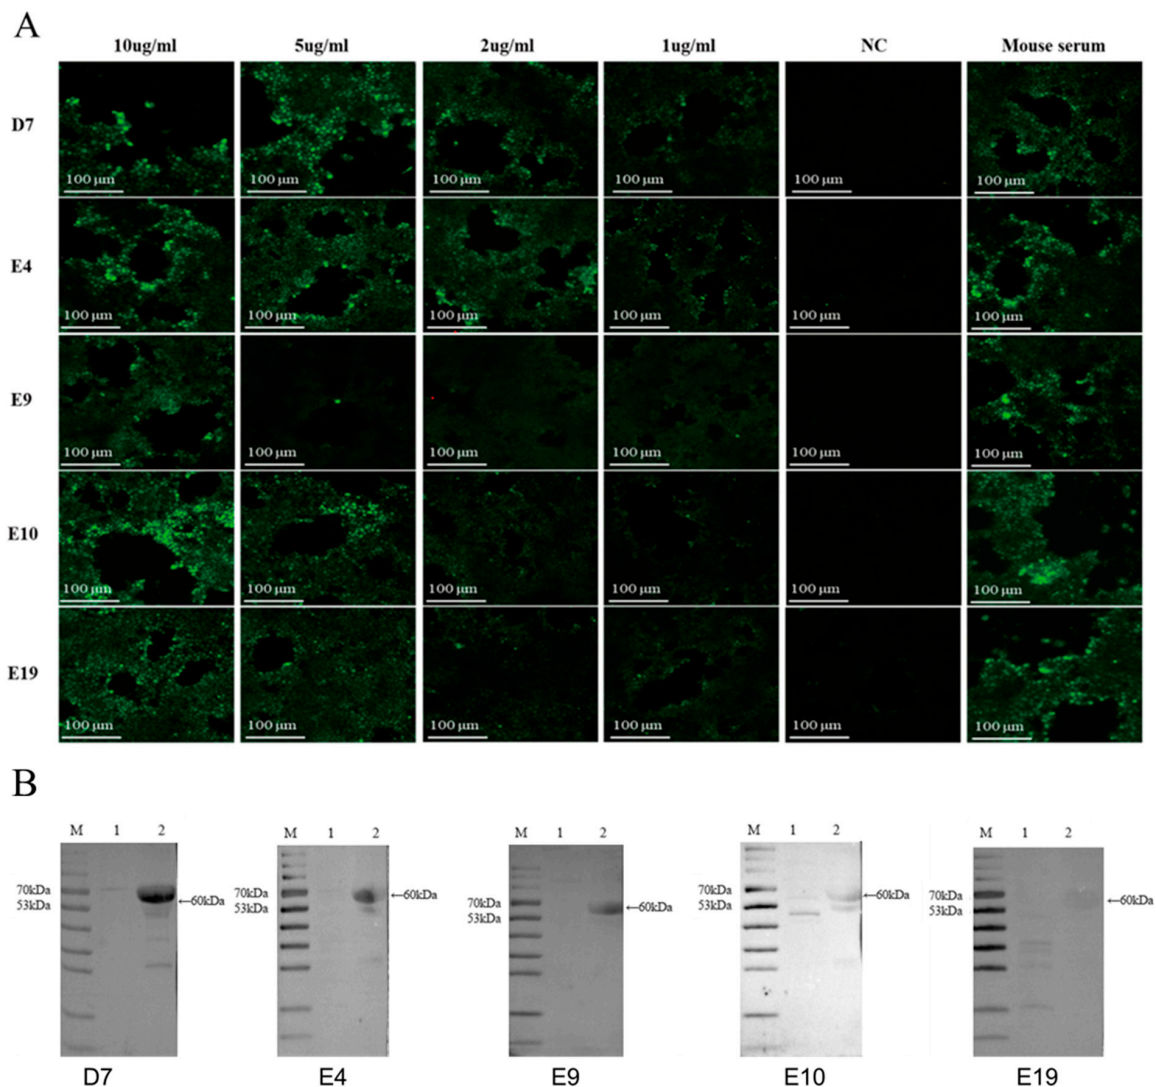 A
10ug/ml 5ug/ml 2ug/ml 1ug/ml NC Mouse serum
D7
100 μm 100 μm 100 μm 100 μm 100 μm 100 μm
E4
100 μm 100 μm 100 μm 100 μm 100 μm 100 μm
E9
100 μm 100 μm 100 μm 100 μm 100 μm 100 μm
E10
100 μm 100 μm 100 μm 100 μm 100 μm 100 μm
E19
100 μm 100 μm 100 μm 100 μm 100 μm 100 μm
B
M 1 2 M 1 2 M 1 2 M 1 2 M 1 2
70kDa ←60kDa 70kDa ←60kDa 70kDa ←60kDa 70kDa ←60kDa 70kDa ←60kDa
53kDa 53kDa 53kDa 53kDa 53kDa
D7 E4 E9 E10 E19